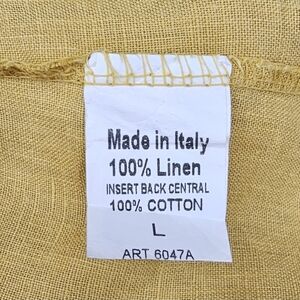 Made in Italy
100% Linen
INSERT BACK CENTRAL
100% COTTON
L
ART 6047A